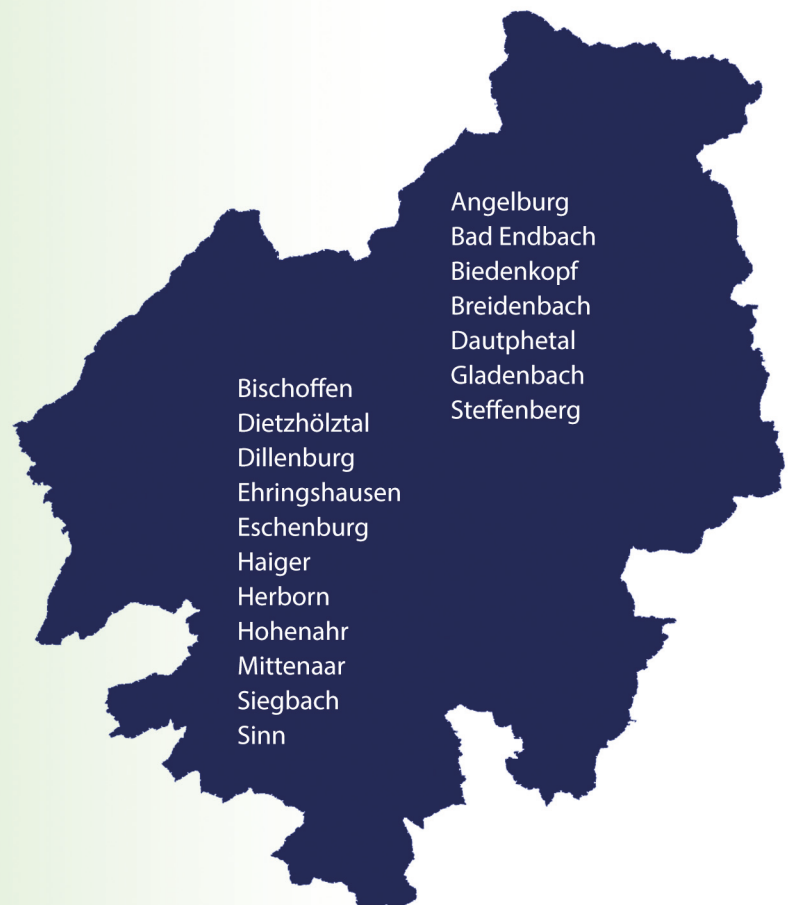 Angelburg
Bad Endbach
Biedenkopf
Breidenbach
Dautphetal
Gladenbach
Steffenberg
Bischoffen
Dietzhölztal
Dillenburg
Ehringshausen
Eschenburg
Haiger
Herborn
Hohenahr
Mittenaar
Siegbach
Sinn